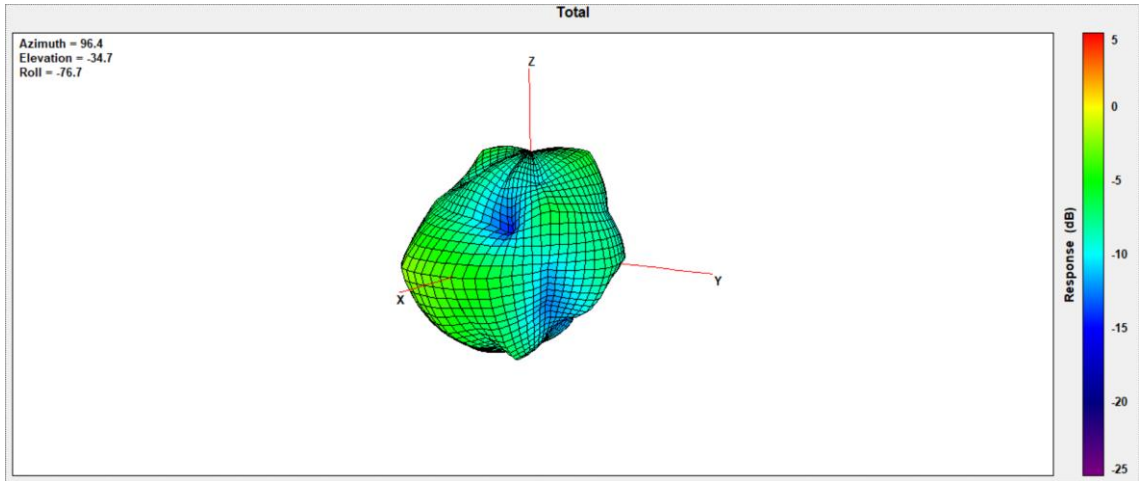 Total
Azimuth = 96.4
Elevation = -34.7
Roll = -76.7
Z
Y
X
5
0
-5
-10
-15
-20
-25
Response (dB)